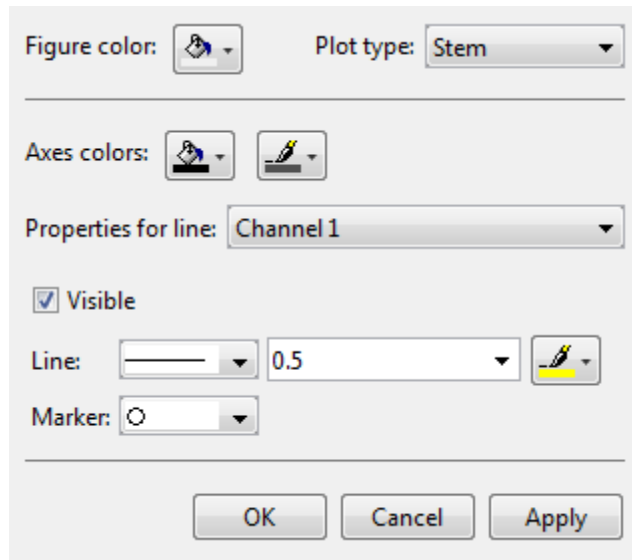 Figure color: Plot type: Stem
Axes colors:
Properties for line: Channel 1
Visible
Line: 0.5
Marker:
OK Cancel Apply